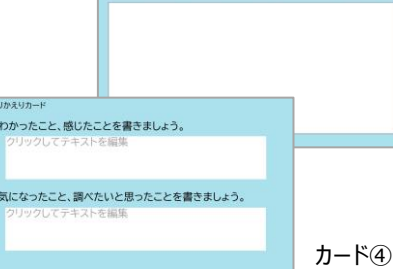 りかえりカード
わかったこと、感じたことを書きましょう。
クリックしてテキストを編集
気になったこと、調べたいと思ったことを書きましょう。
クリックしてテキストを編集
カード④